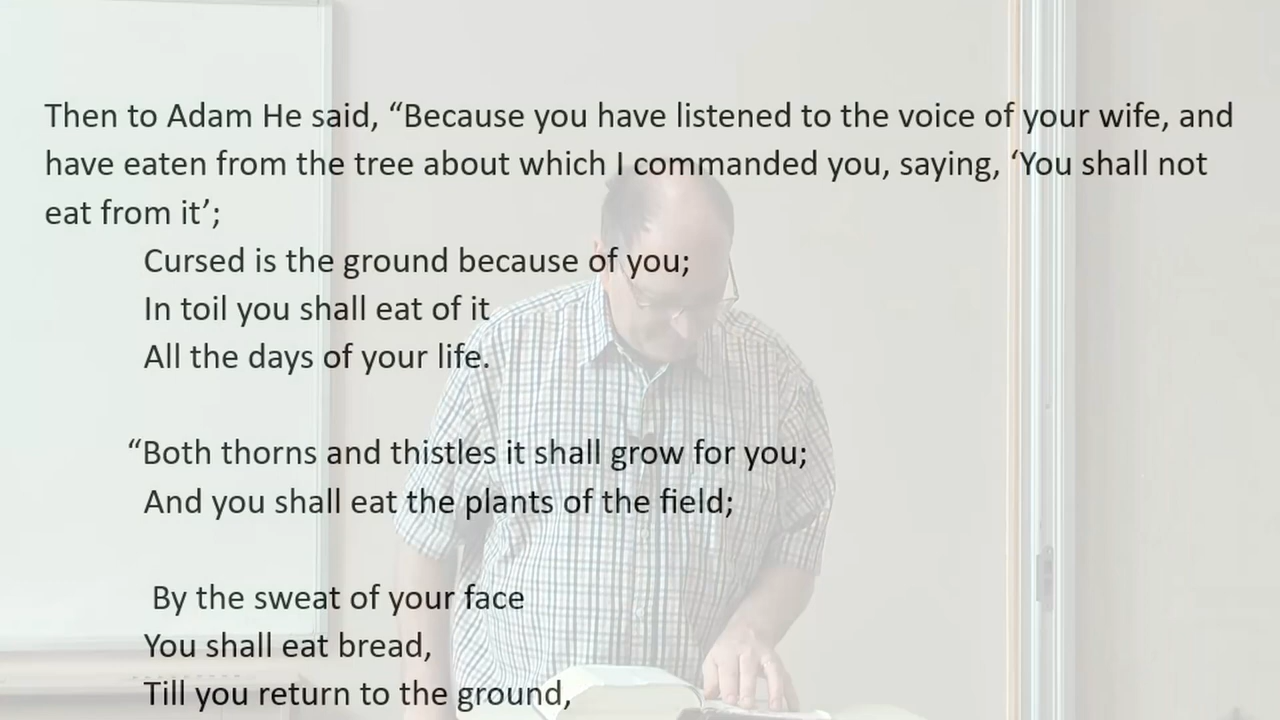 Then to Adam He said, “Because you have listened to the voice of your wife, and
have eaten from the tree about which I commanded you, saying, ‘You shall not
eat from it’;
Cursed is the ground because of you;
In toil you shall eat of it
All the days of your life.
“Both thorns and thistles it shall grow for you;
And you shall eat the plants of the field;
By the sweat of your face
You shall eat bread,
Till you return to the ground,